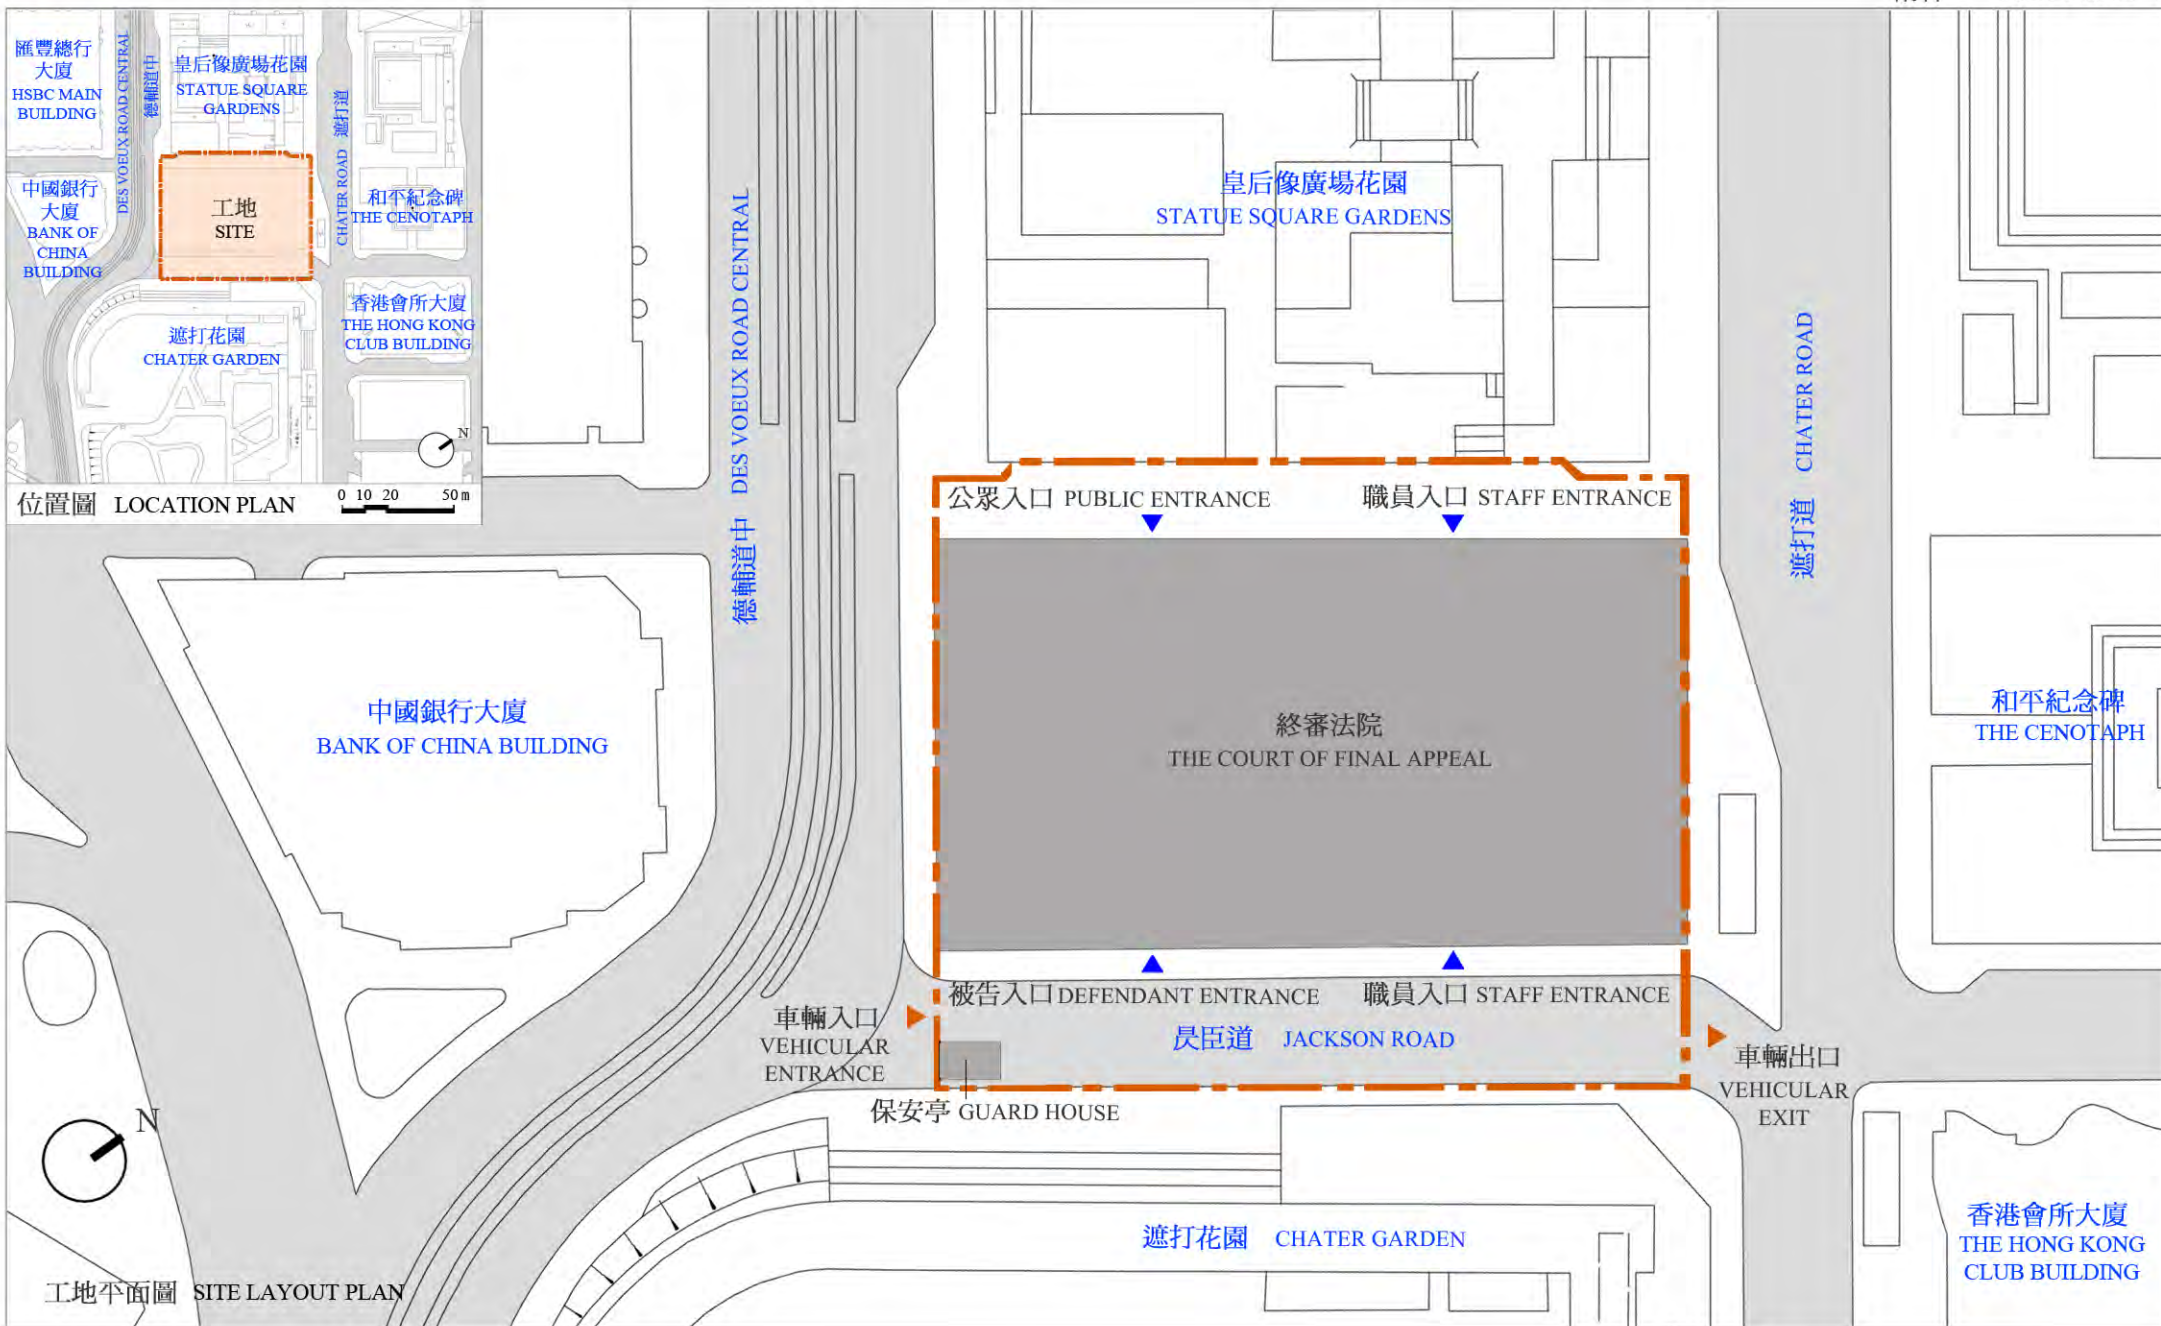 匯豐總行
大廈
HSBC MAIN
BUILDING
DES VOEUX ROAD CENTRAL
德輔道中
皇后像廣場花園
STATUE SQUARE
GARDENS
CHATER ROAD 遮打道
中國銀行
大廈
BANK OF
CHINA
BUILDING
工地
SITE
和平紀念碑
THE CENOTAPH
香港會所大廈
THE HONG KONG
CLUB BUILDING
遮打花園
CHATER GARDEN
N
位置圖 LOCATION PLAN
0 10 20 50 m
皇后像廣場花園
STATUE SQUARE GARDENS
德輔道中 DES VOEUX ROAD CENTRAL
遮打道 CHATER ROAD
公眾入口 PUBLIC ENTRANCE
職員入口 STAFF ENTRANCE
中國銀行大廈
BANK OF CHINA BUILDING
終審法院
THE COURT OF FINAL APPEAL
和平紀念碑
THE CENOTAPH
被告入口 DEFENDANT ENTRANCE
職員入口 STAFF ENTRANCE
車輛入口
VEHICULAR
ENTRANCE
昃臣道 JACKSON ROAD
車輛出口
VEHICULAR
EXIT
保安亭 GUARD HOUSE
N
遮打花園 CHATER GARDEN
香港會所大廈
THE HONG KONG
CLUB BUILDING
工地平面圖 SITE LAYOUT PLAN